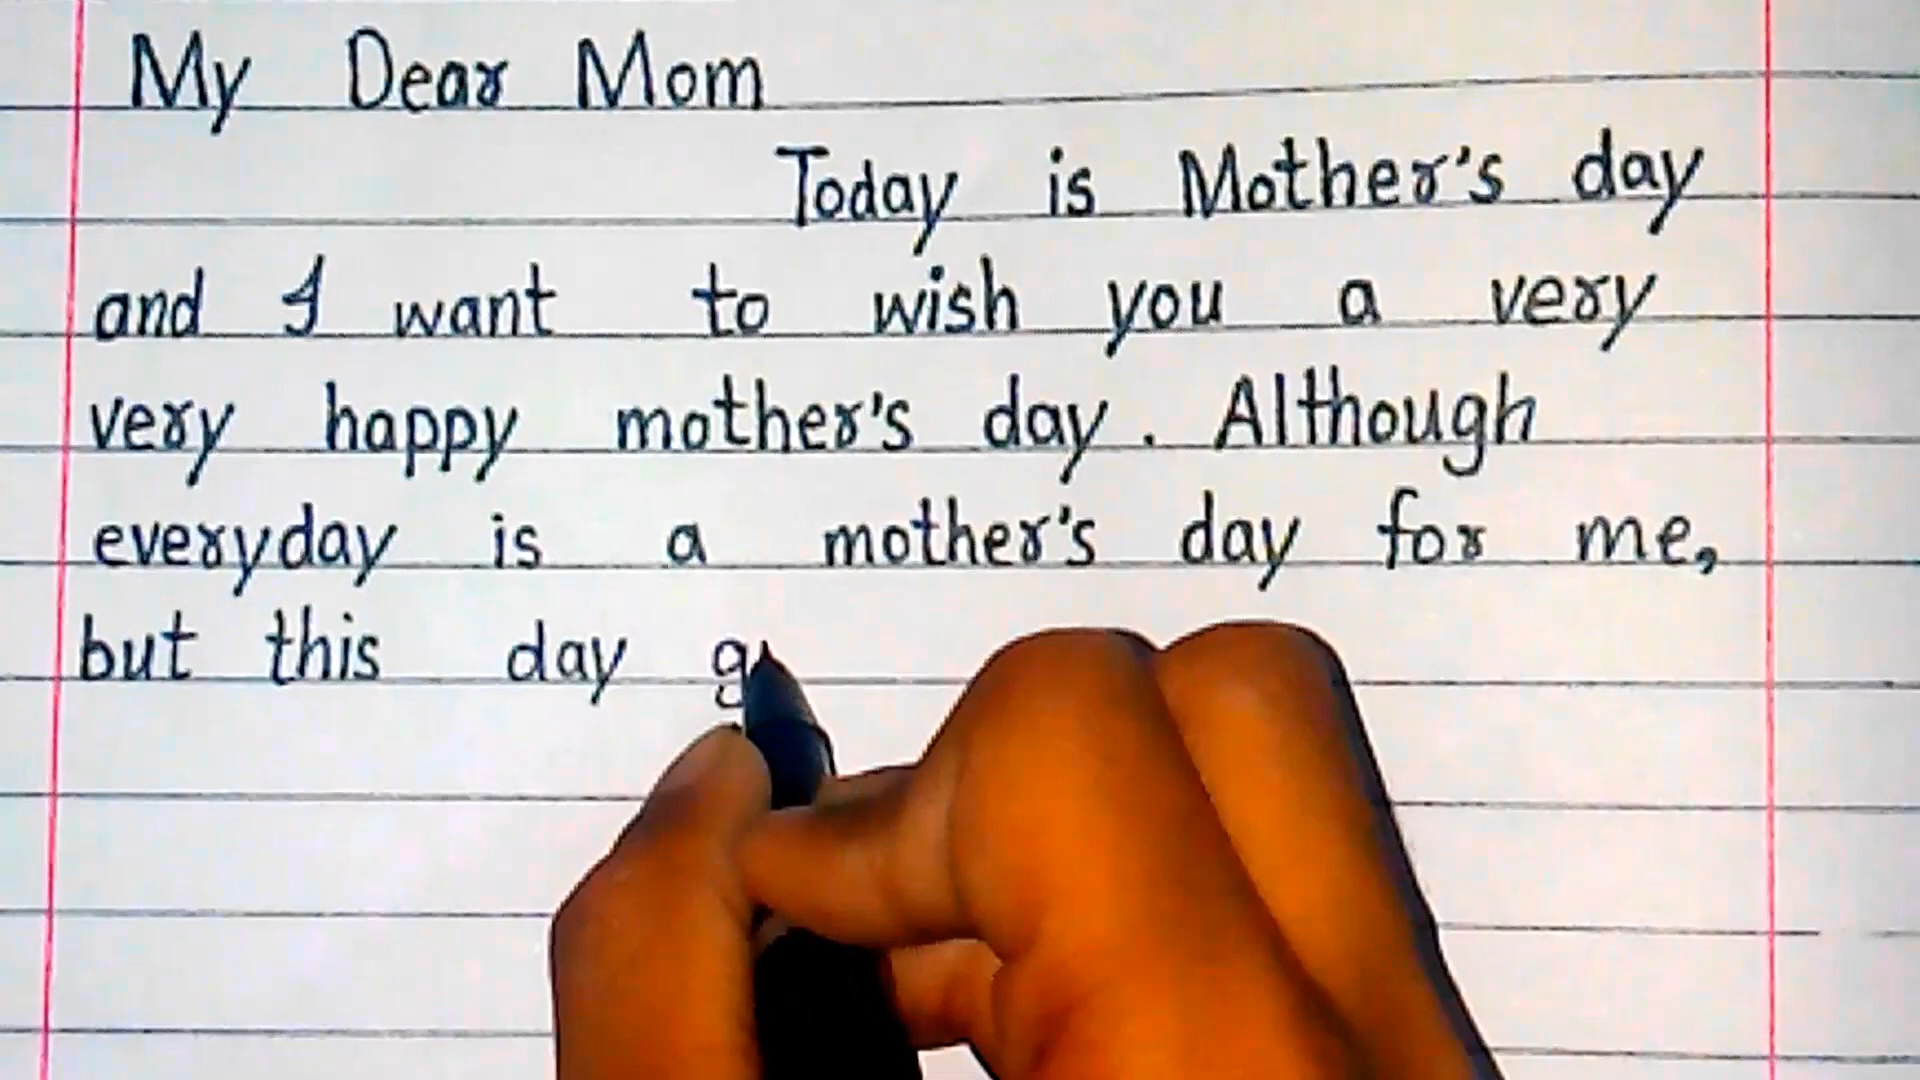 My Dear Mom
Today is Mother's day
and I want to wish you a very
very happy mother's day. Although
everyday is a mother's day for me,
but this day g